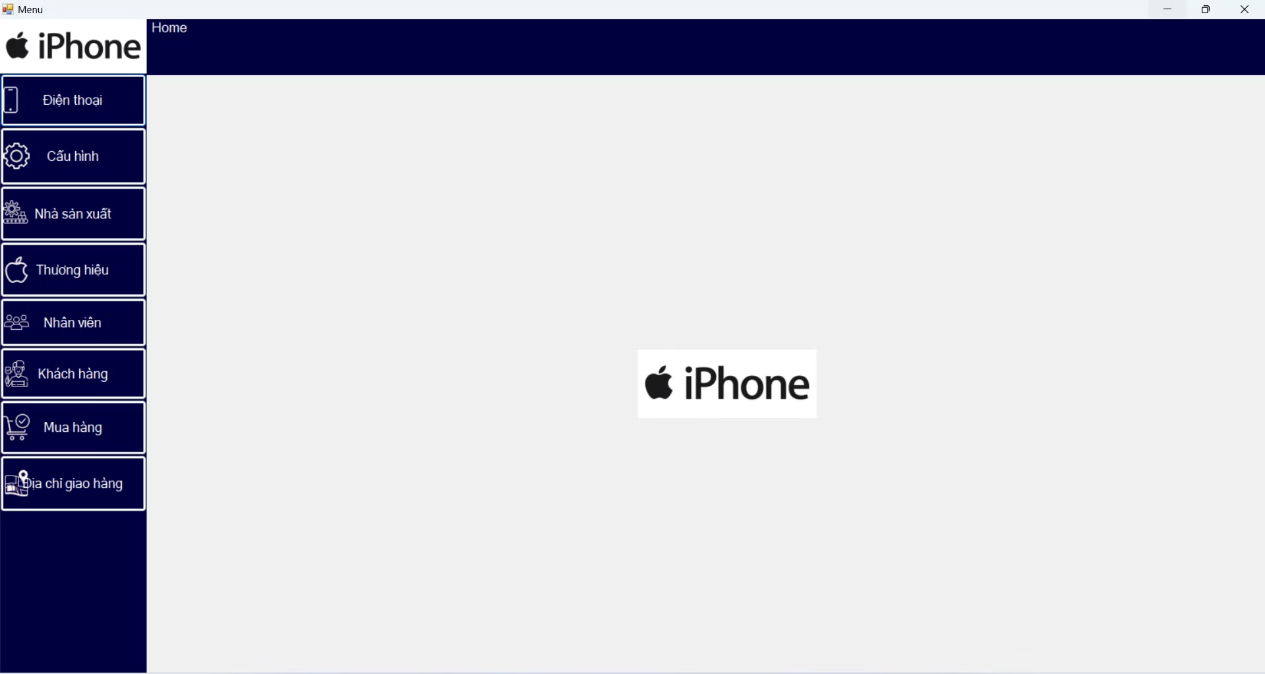 Menu
iPhone
Home
Điện thoại
Cấu hình
Nhà sản xuất
Thương hiệu
Nhân viên
Khách hàng
Mua hàng
Địa chỉ giao hàng
iPhone